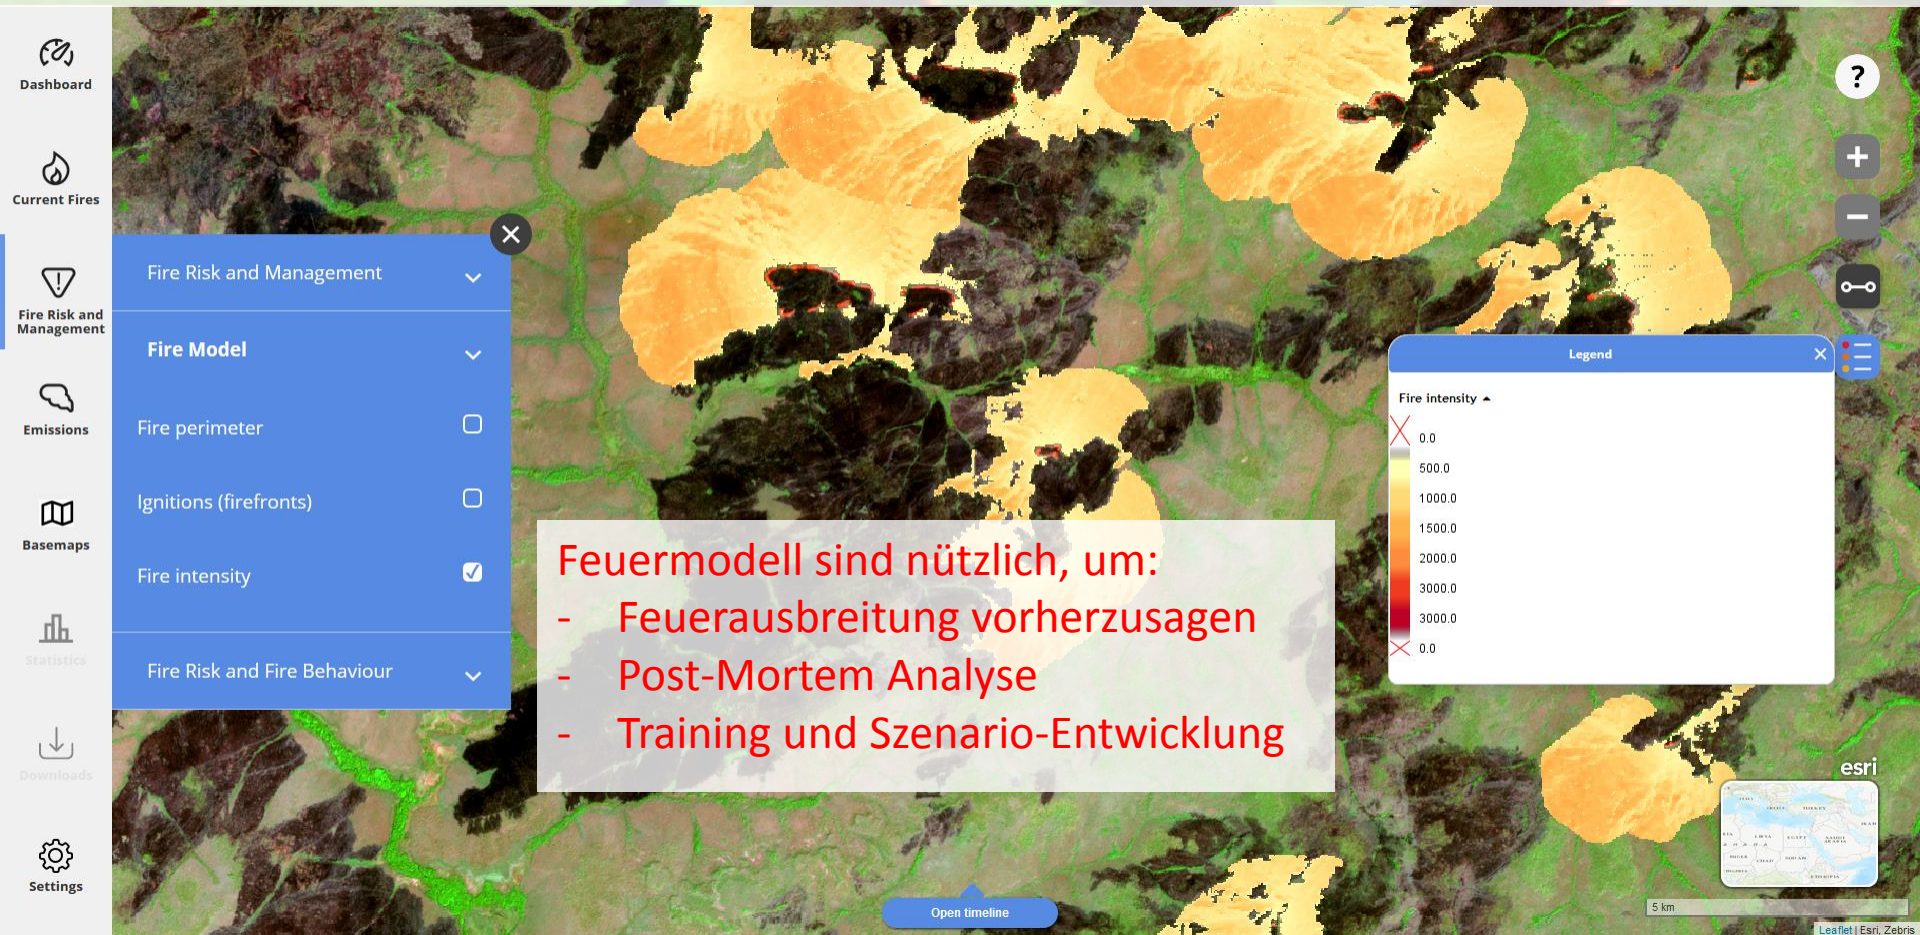 Dashboard
Current Fires
Fire Risk and
Management
Emissions
Basemaps
Statistics
Downloads
Settings
Fire Risk and Management
Fire Model
Fire perimeter
Ignitions (firefronts)
Fire intensity
Fire Risk and Fire Behaviour
Feuermodell sind nützlich, um:
- Feuerausbreitung vorherzusagen
- Post-Mortem Analyse
- Training und Szenario-Entwicklung
Open timeline
?
+
−
Legend
Fire intensity
0.0
500.0
1000.0
1500.0
2000.0
3000.0
3000.0
0.0
esri
5 km
Leaflet | Esri, Zebris